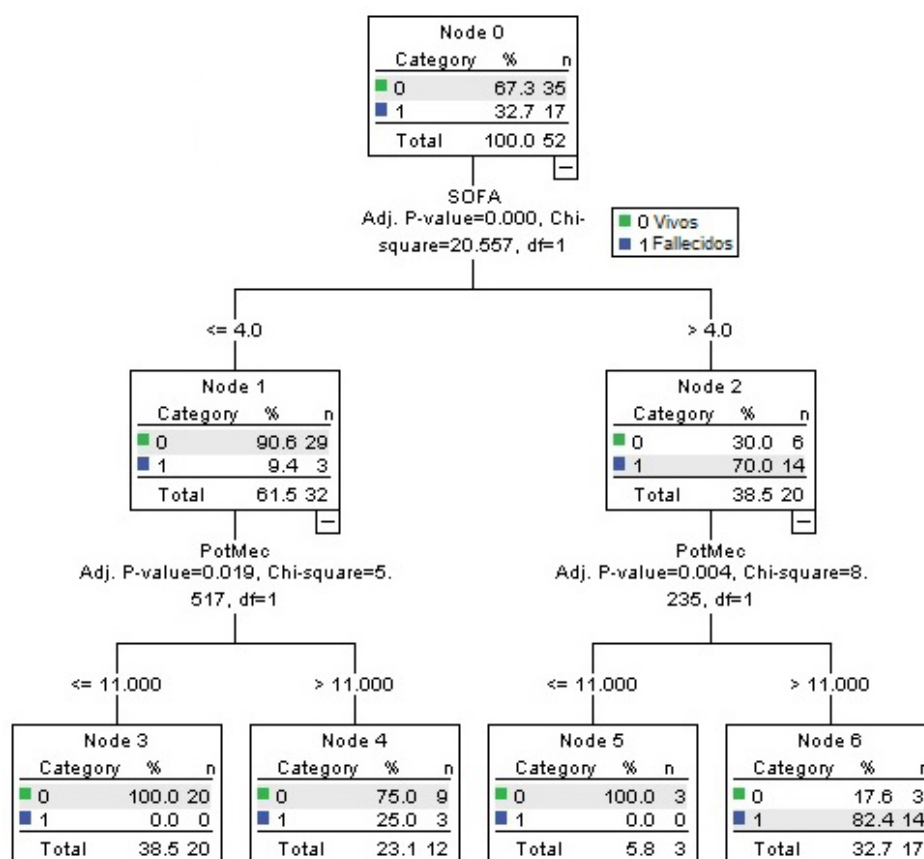 Node 0
Category % n
0 67.3 35
1 32.7 17
Total 100.0 52
SOFA
Adj. P-value=0.000, Chi-
square=20.557, df=1
0 Vivos
1 Fallecidos
<= 4.0
> 4.0
Node 1
Category % n
0 90.6 29
1 9.4 3
Total 61.5 32
Node 2
Category % n
0 30.0 6
1 70.0 14
Total 38.5 20
PotMec
Adj. P-value=0.019, Chi-square=5.
517, df=1
PotMec
Adj. P-value=0.004, Chi-square=8.
235, df=1
<= 11.000
> 11.000
<= 11.000
> 11.000
Node 3
Category % n
0 100.0 20
1 0.0 0
Total 38.5 20
Node 4
Category % n
0 75.0 9
1 25.0 3
Total 23.1 12
Node 5
Category % n
0 100.0 3
1 0.0 0
Total 5.8 3
Node 6
Category % n
0 17.6 3
1 82.4 14
Total 32.7 17